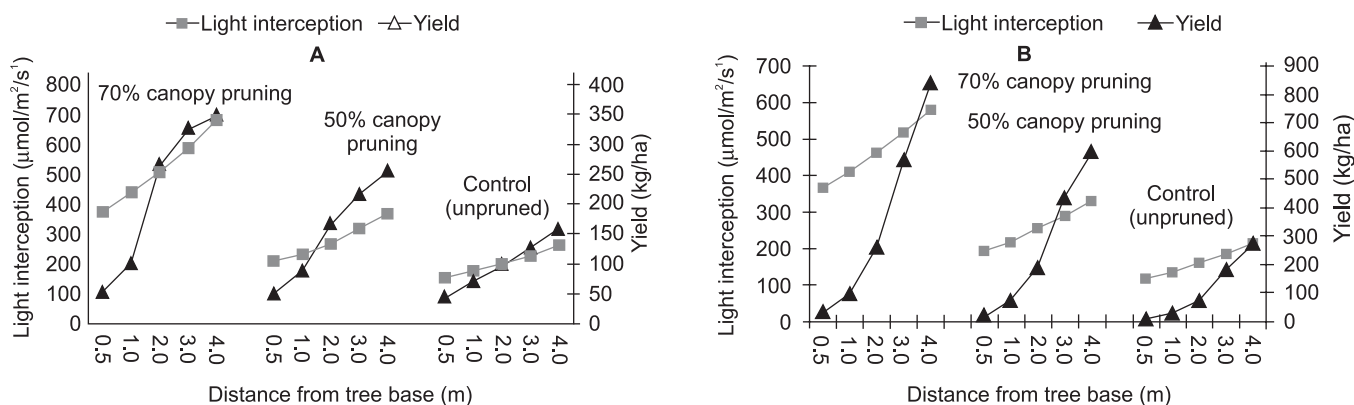 Light interception Yield
A
Light interception (μmol/m²/s¹)
800
700
600
500
400
300
200
100
0
70% canopy pruning
50% canopy
pruning
Control
(unpruned)
400
350
300
250
200
150
100
50
0
Yield (kg/ha)
0.5 1.0 2.0 3.0 4.0 0.5 1.0 2.0 3.0 4.0 0.5 1.0 2.0 3.0 4.0
Distance from tree base (m)
Light interception Yield
B
Light interception (μmol/m²/s¹)
700
600
500
400
300
200
100
0
70% canopy pruning
50% canopy pruning
Control
(unpruned)
900
800
700
600
500
400
300
200
100
0
Yield (kg/ha)
0.5 1.0 2.0 3.0 4.0 0.5 1.0 2.0 3.0 4.0 0.5 1.0 2.0 3.0 4.0
Distance from tree base (m)